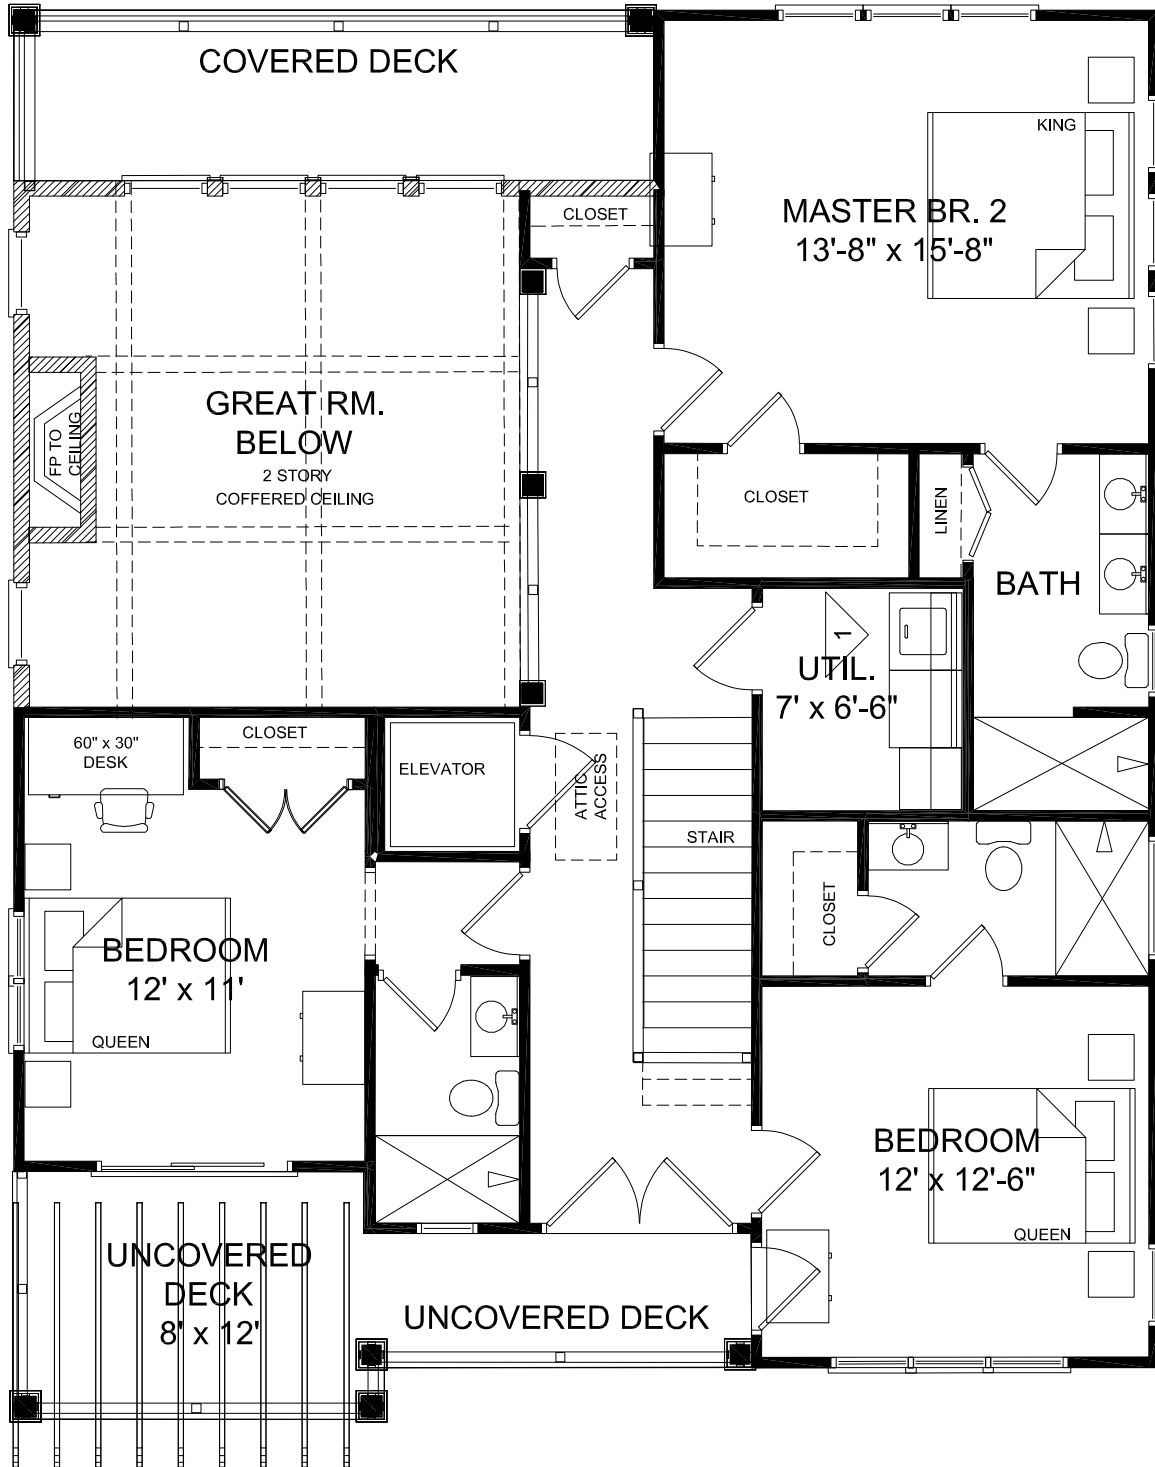 COVERED DECK
KING
MASTER BR. 2
13'-8" x 15'-8"
CLOSET
GREAT RM.
BELOW
2 STORY
COFFERED CEILING
FP TO
CEILING
CLOSET
LINEN
BATH
1
UTIL.
7' x 6'-6"
60" x 30"
DESK
CLOSET
ELEVATOR
ATTIC
ACCESS
STAIR
CLOSET
BEDROOM
12' x 11'
QUEEN
BEDROOM
12' x 12'-6"
QUEEN
UNCOVERED
DECK
8' x 12'
UNCOVERED DECK